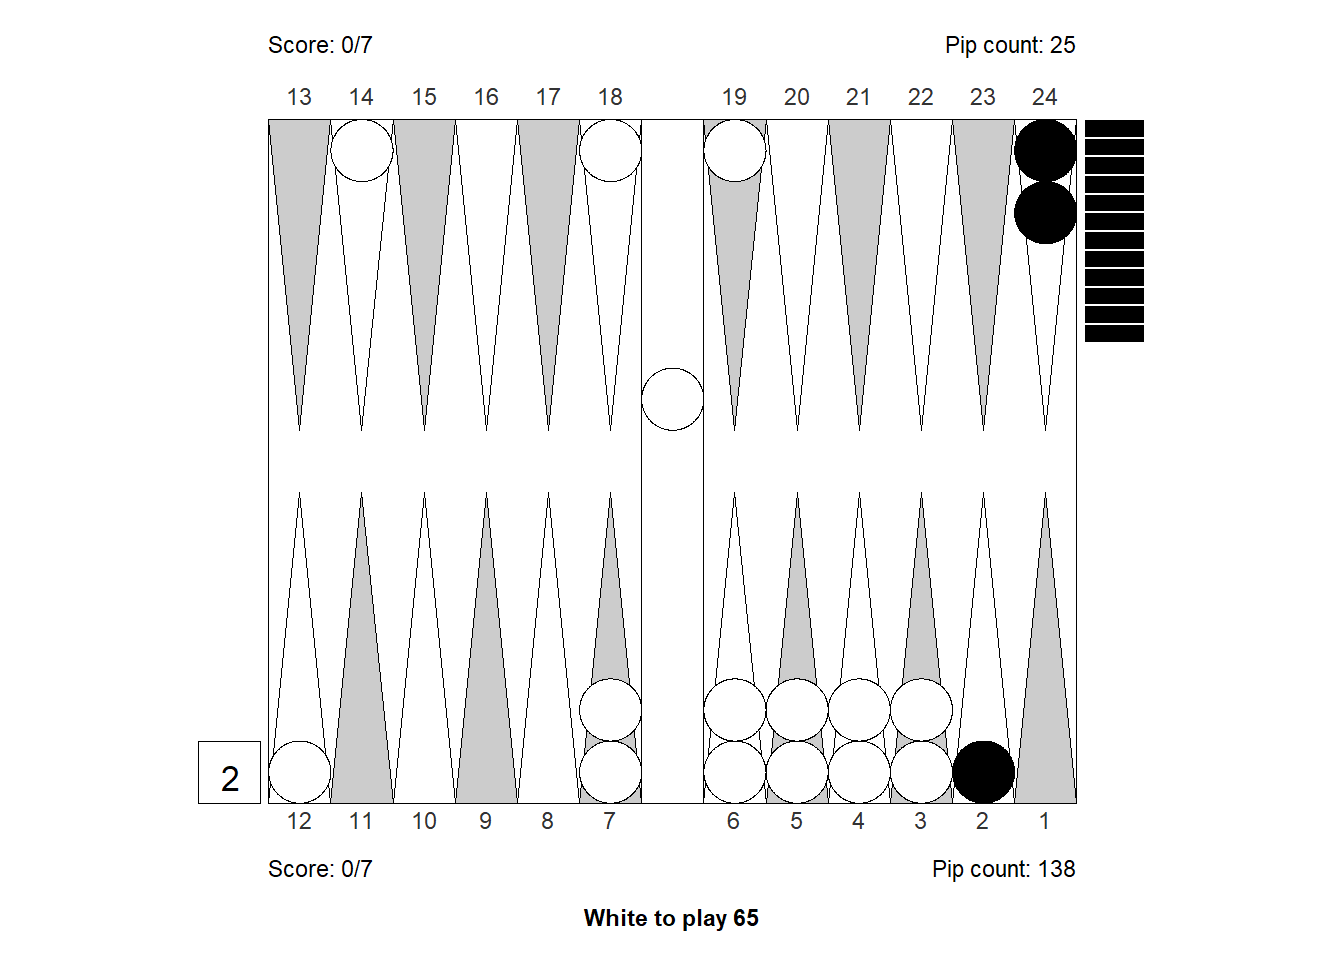 Score: 0/7 Pip count: 25
13 14 15 16 17 18 19 20 21 22 23 24
2
12 11 10 9 8 7 6 5 4 3 2 1
Score: 0/7 Pip count: 138
White to play 65